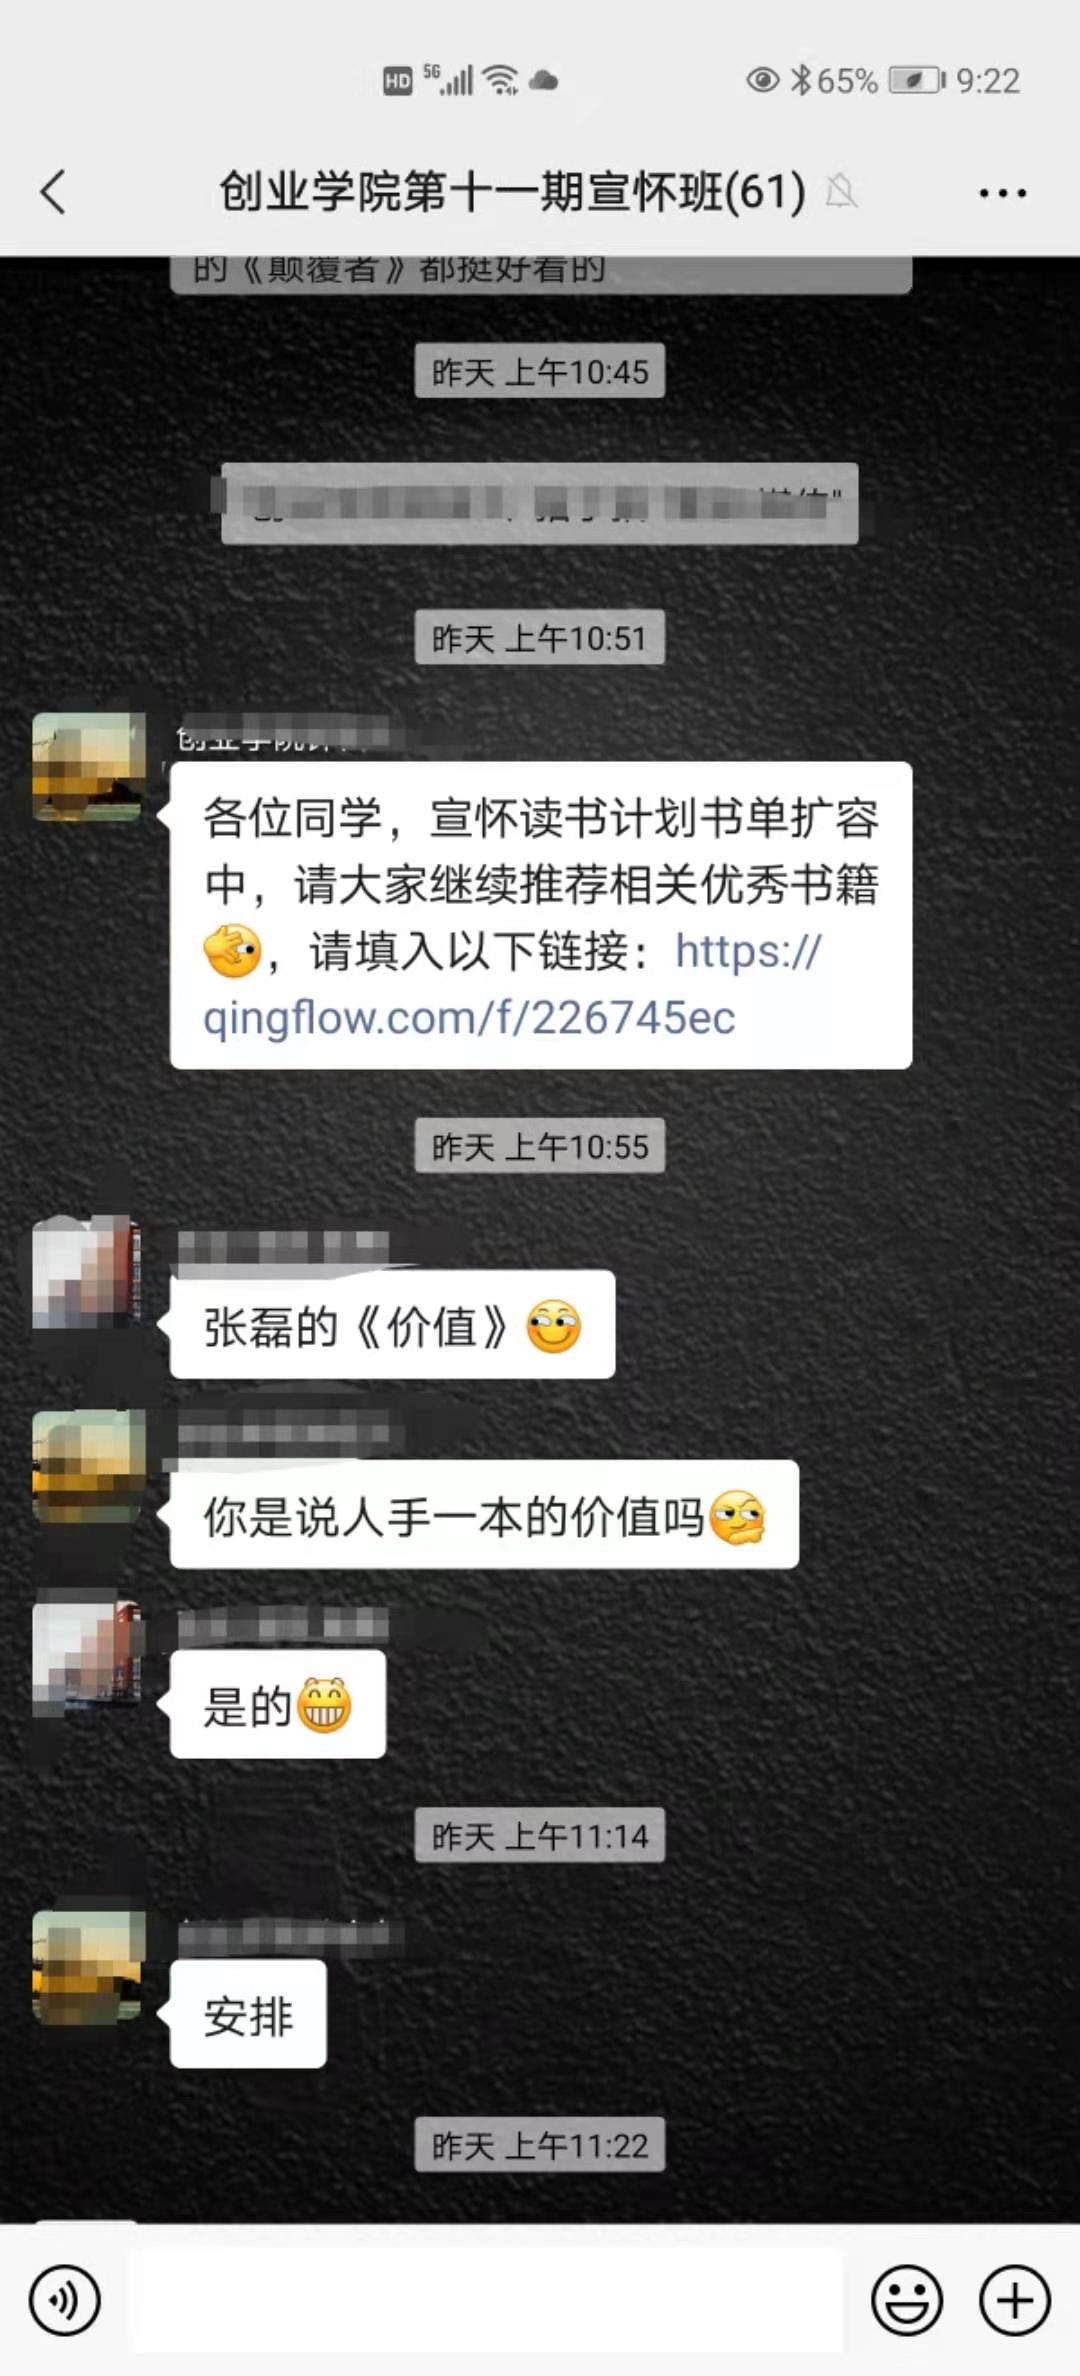 HD 5G 65% 9:22
创业学院第十一期宣怀班(61)
的《颠覆者》都挺好看的
昨天 上午10:45
昨天 上午10:51
创业学院
各位同学，宣怀读书计划书单扩容
中，请大家继续推荐相关优秀书籍
，请填入以下链接：https://
qingflow.com/f/226745ec
昨天 上午10:55
张磊的《价值》
你是说人手一本的价值吗
是的
昨天 上午11:14
安排
昨天 上午11:22